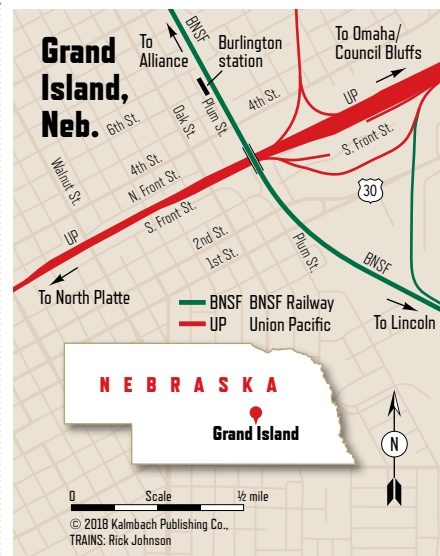 Grand
Island,
Neb.
To
Alliance
BNSF
Burlington
station
To Omaha/
Council Bluffs
6th St.
Oak St.
Plum St.
4th St.
UP
S. Front St.
Walnut St.
4th St.
N. Front St.
30
UP
S. Front St.
2nd St.
1st St.
Plum St.
BNSF
To North Platte
BNSF BNSF Railway
UP Union Pacific
To Lincoln
NEBRASKA
Grand Island
N
0 Scale ½ mile
© 2018 Kalmbach Publishing Co.,
TRAINS: Rick Johnson